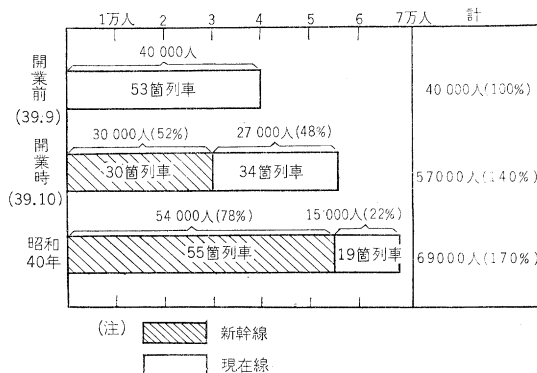 1万人 2 3 4 5 6 7万人 計
開業前 (39.9)
40 000人
53箇列車
40 000人(100%)
開業時 (39.10)
30 000人(52%) 27 000人(48%)
30箇列車 34箇列車
57000人(140%)
昭和40年
54 000人(78%) 15 000人(22%)
55箇列車 19箇列車
69000人(170%)
(注) 新幹線
現在線